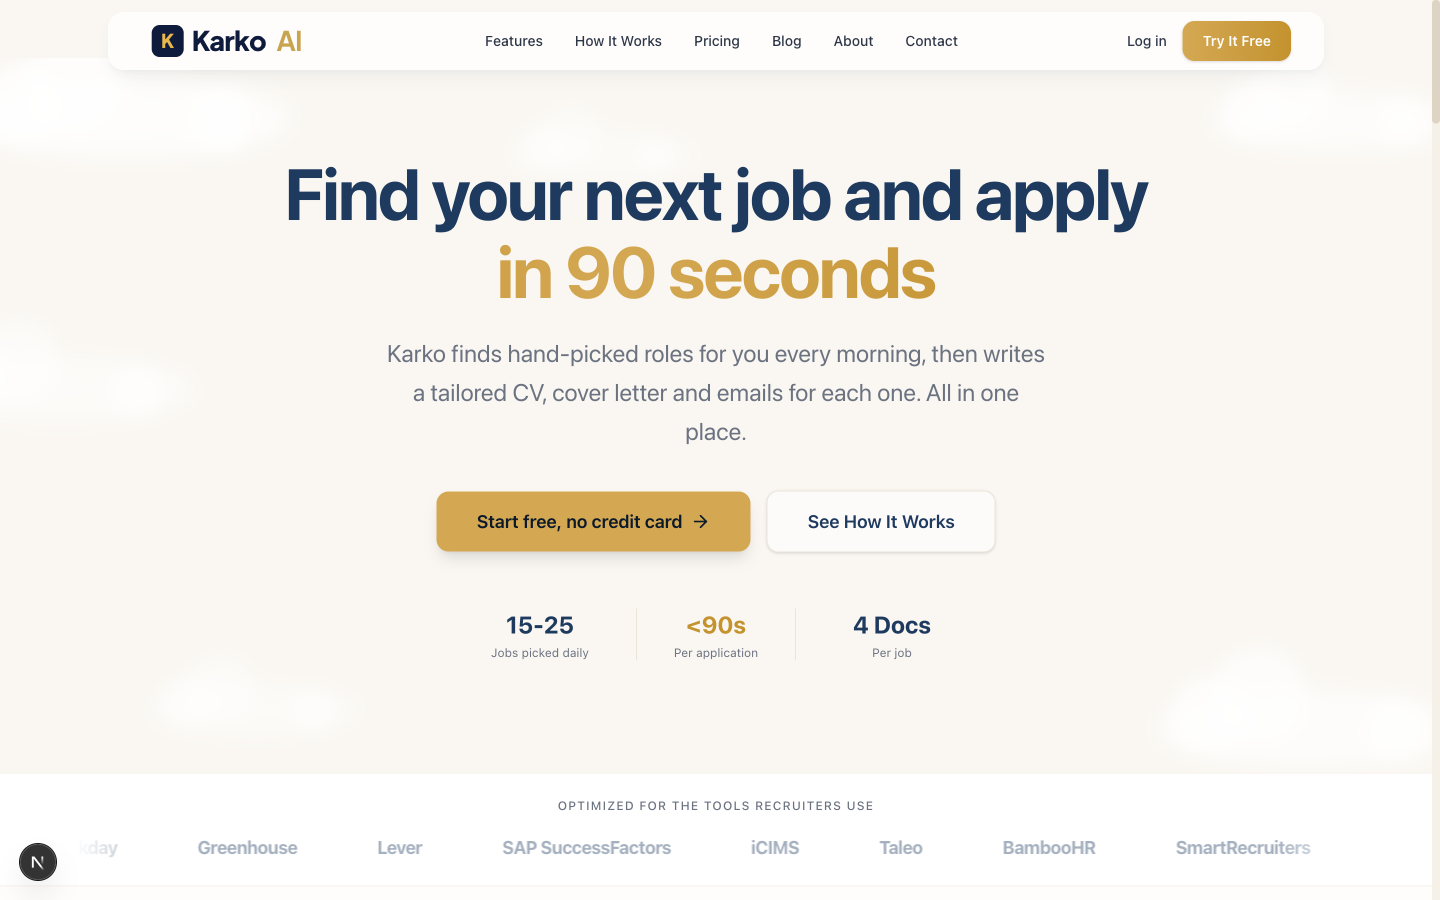 K Karko AI
Features How It Works Pricing Blog About Contact
Log in Try It Free
Find your next job and apply
in 90 seconds
Karko finds hand-picked roles for you every morning, then writes
a tailored CV, cover letter and emails for each one. All in one
place.
Start free, no credit card → See How It Works
15-25 <90s 4 Docs
Jobs picked daily Per application Per job
OPTIMIZED FOR THE TOOLS RECRUITERS USE
kday Greenhouse Lever SAP SuccessFactors iCIMS Taleo BambooHR SmartRecruiters
N